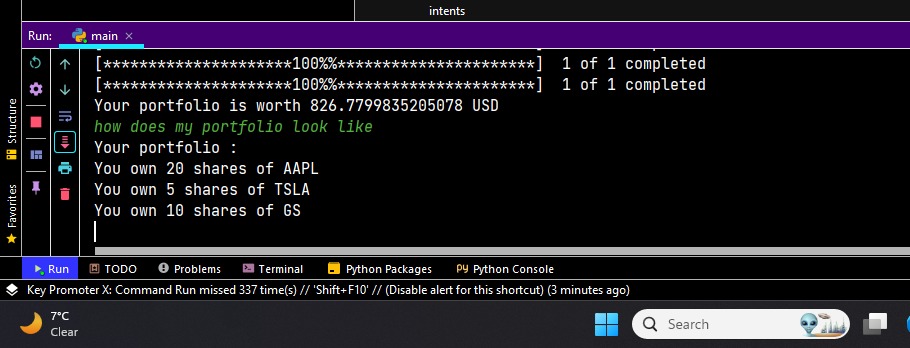 intents
Run: main ×
[**********************100%%**********************] 1 of 1 completed
[**********************100%%**********************] 1 of 1 completed
Your portfolio is worth 826.7799835205078 USD
how does my portfolio look like
Your portfolio :
You own 20 shares of AAPL
You own 5 shares of TSLA
You own 10 shares of GS
Structure
Favorites
Run TODO Problems Terminal Python Packages Python Console
Key Promoter X: Command Run missed 337 time(s) // 'Shift+F10' // (Disable alert for this shortcut) (3 minutes ago)
7°C
Clear
Search